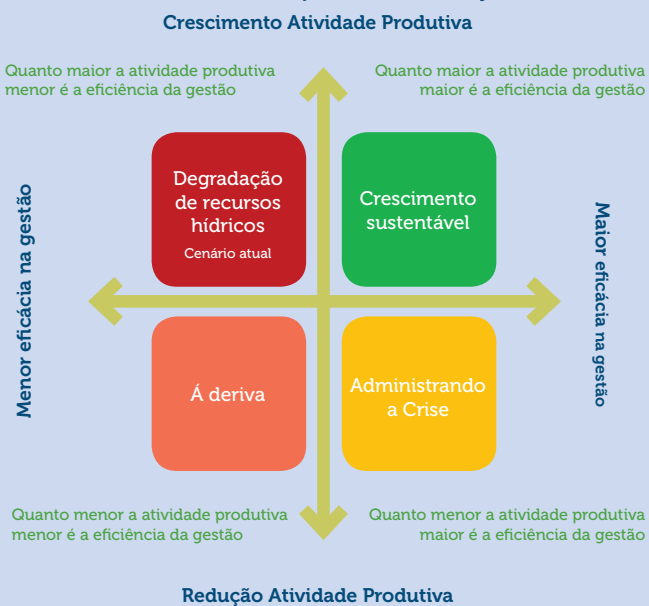 Crescimento Atividade Produtiva
Quanto maior a atividade produtiva
menor é a eficiência da gestão
Quanto maior a atividade produtiva
maior é a eficiência da gestão
Menor eficácia na gestão
Degradação
de recursos
hídricos
Cenário atual
Crescimento
sustentável
Maior eficácia na gestão
Á deriva
Administrando
a Crise
Quanto menor a atividade produtiva
menor é a eficiência da gestão
Quanto menor a atividade produtiva
maior é a eficiência da gestão
Redução Atividade Produtiva